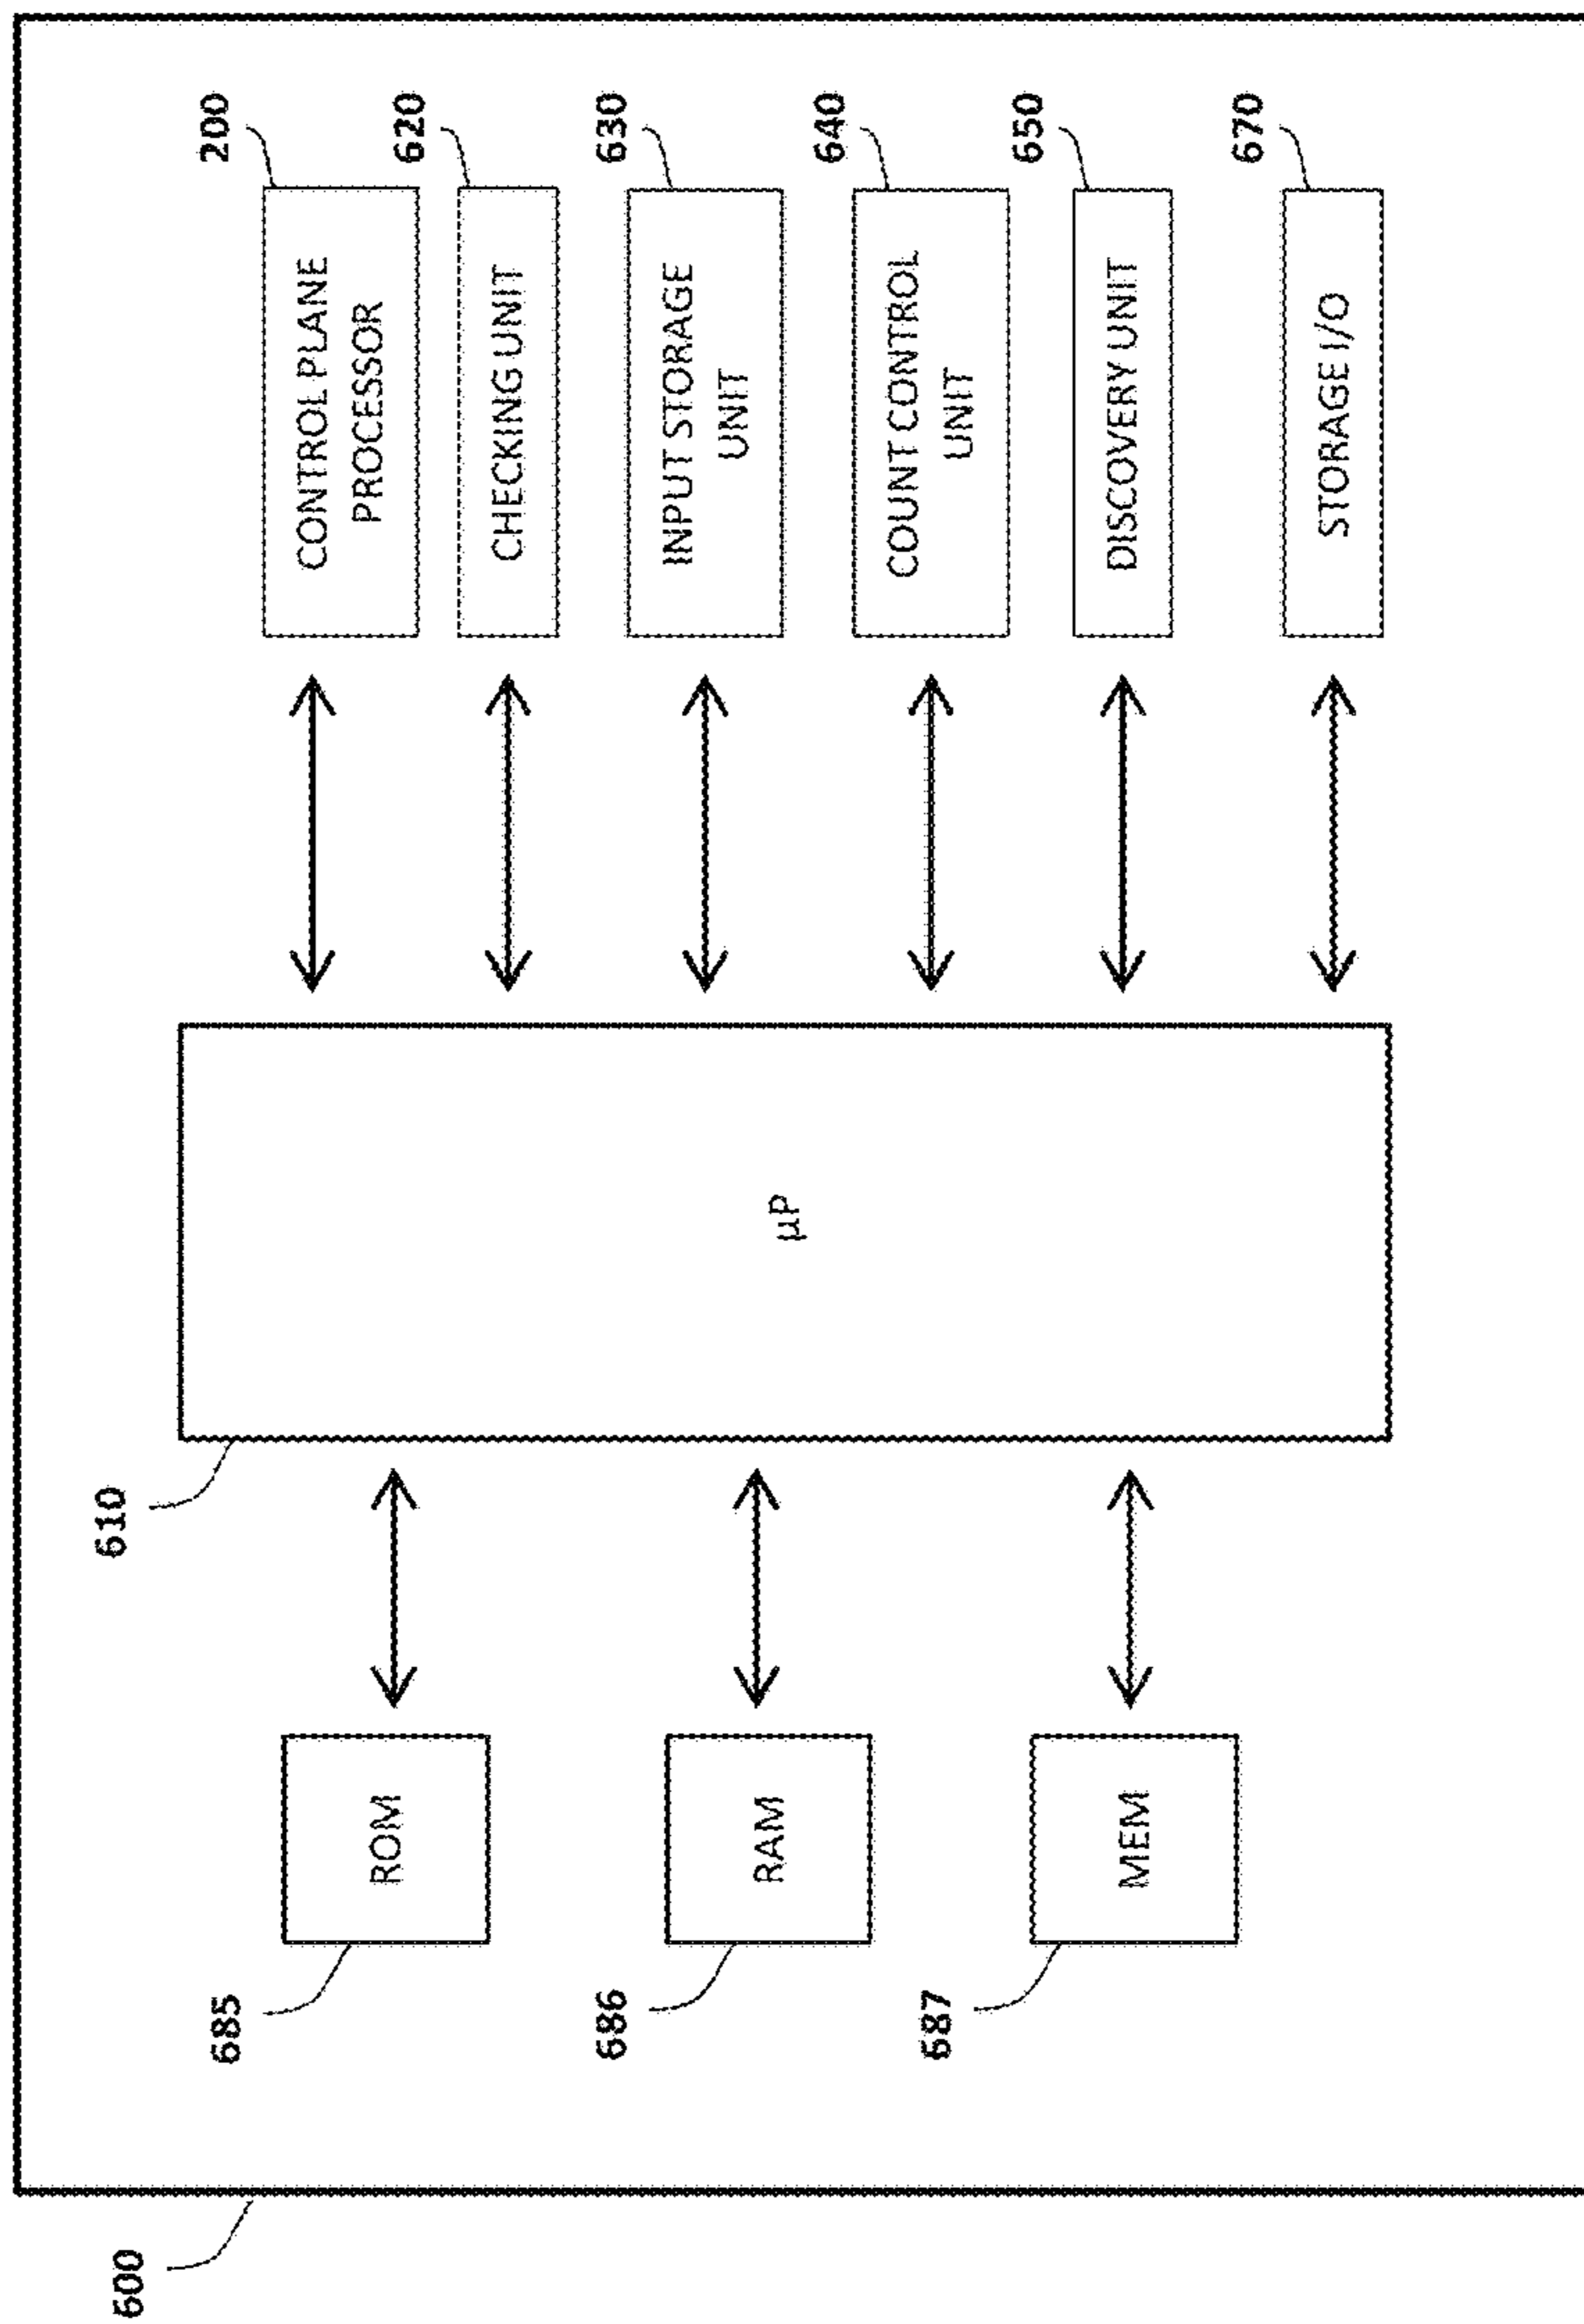 600
610
685
ROM
686
RAM
687
MEM
µP
200
CONTROL PLANE
PROCESSOR
620
CHECKING UNIT
630
INPUT STORAGE
UNIT
640
COUNT CONTROL
UNIT
650
DISCOVERY UNIT
670
STORAGE I/O